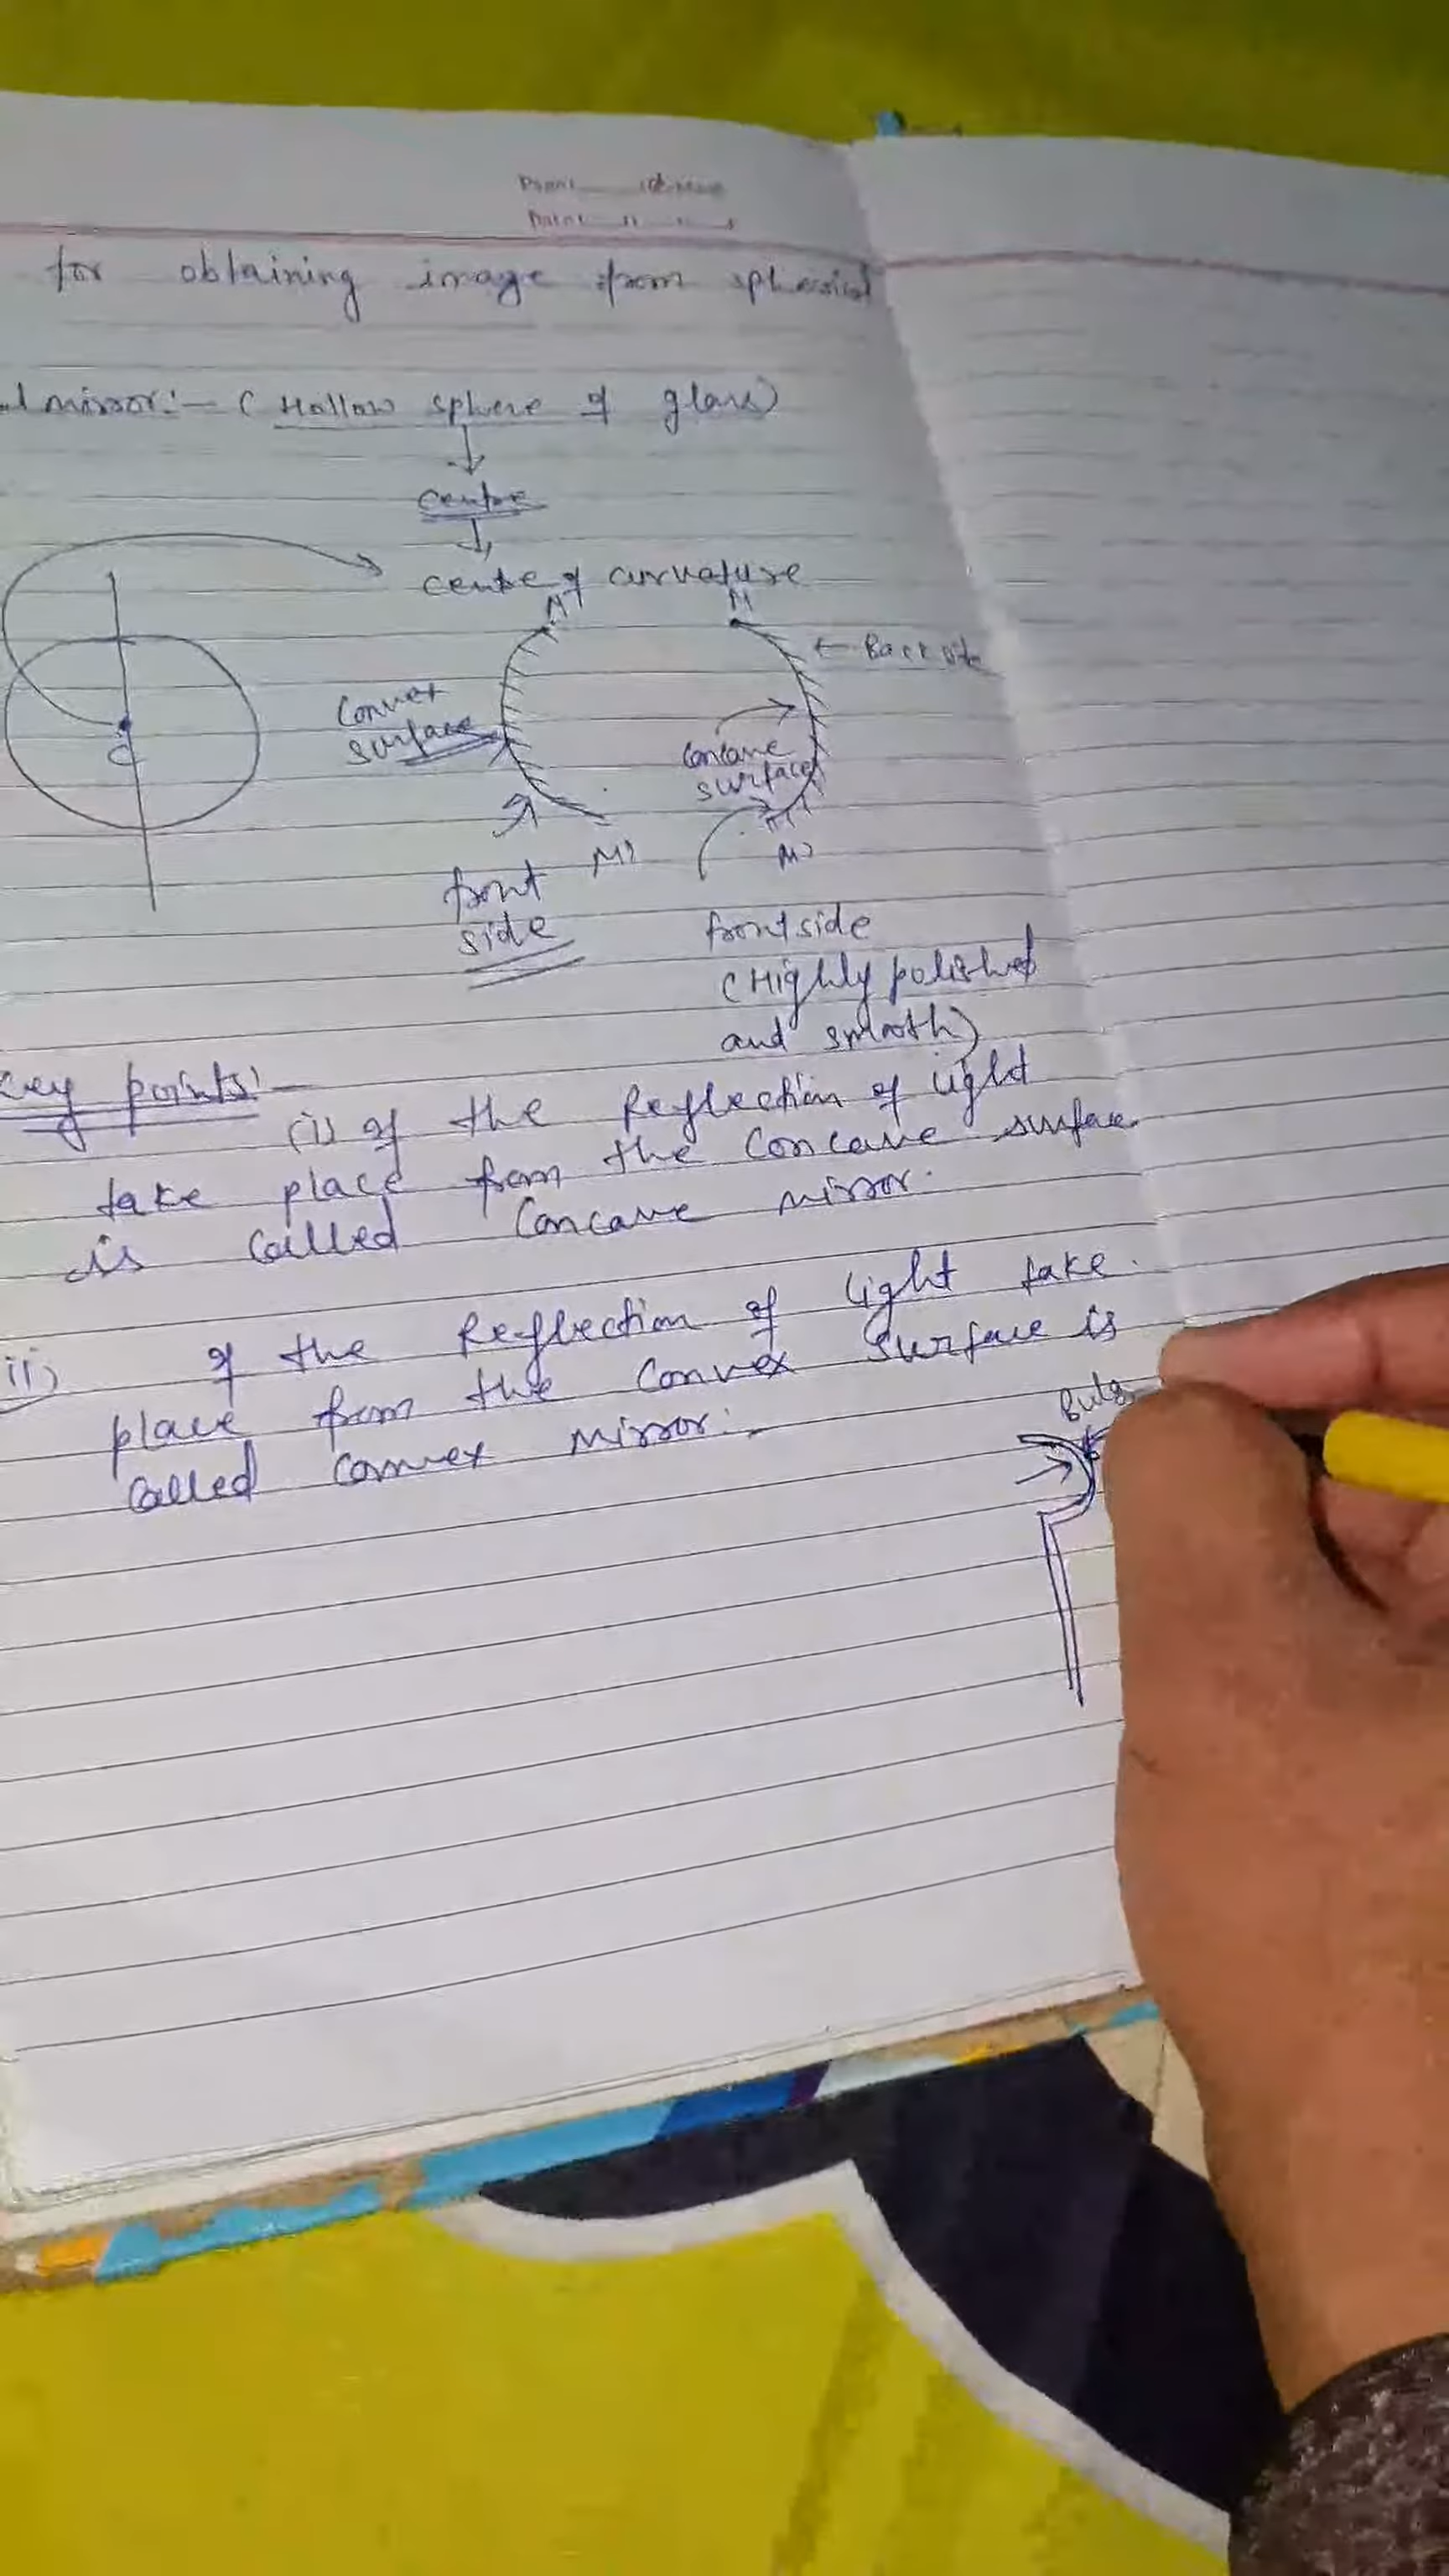 for obtaining image from spherical
mirror:- (Hollow sphere of glass)
centre
centre of curvature
M M
← Back side
Convex
surface
C
Concave
surface
M' M'
front
side
front side
(Highly polished
and smooth)
key points:-
(i) If the Reflection of light
take place from the Concave surface
is called Concave mirror.
ii) If the Reflection of light take
place from the Convex surface is
called convex mirror:-